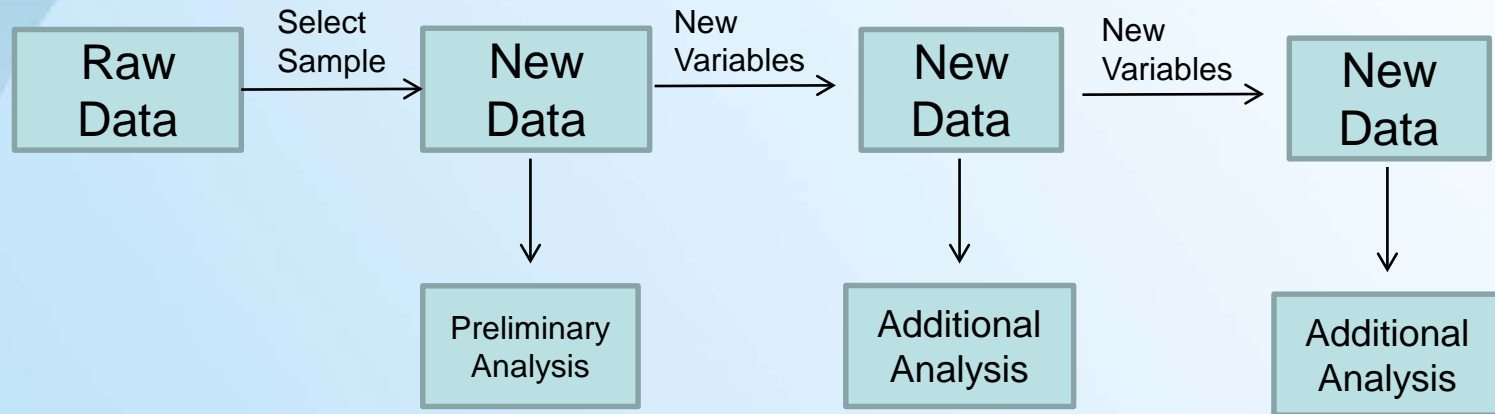 Raw
Data
Select
Sample
New
Data
New
Variables
New
Data
New
Variables
New
Data
Preliminary
Analysis
Additional
Analysis
Additional
Analysis